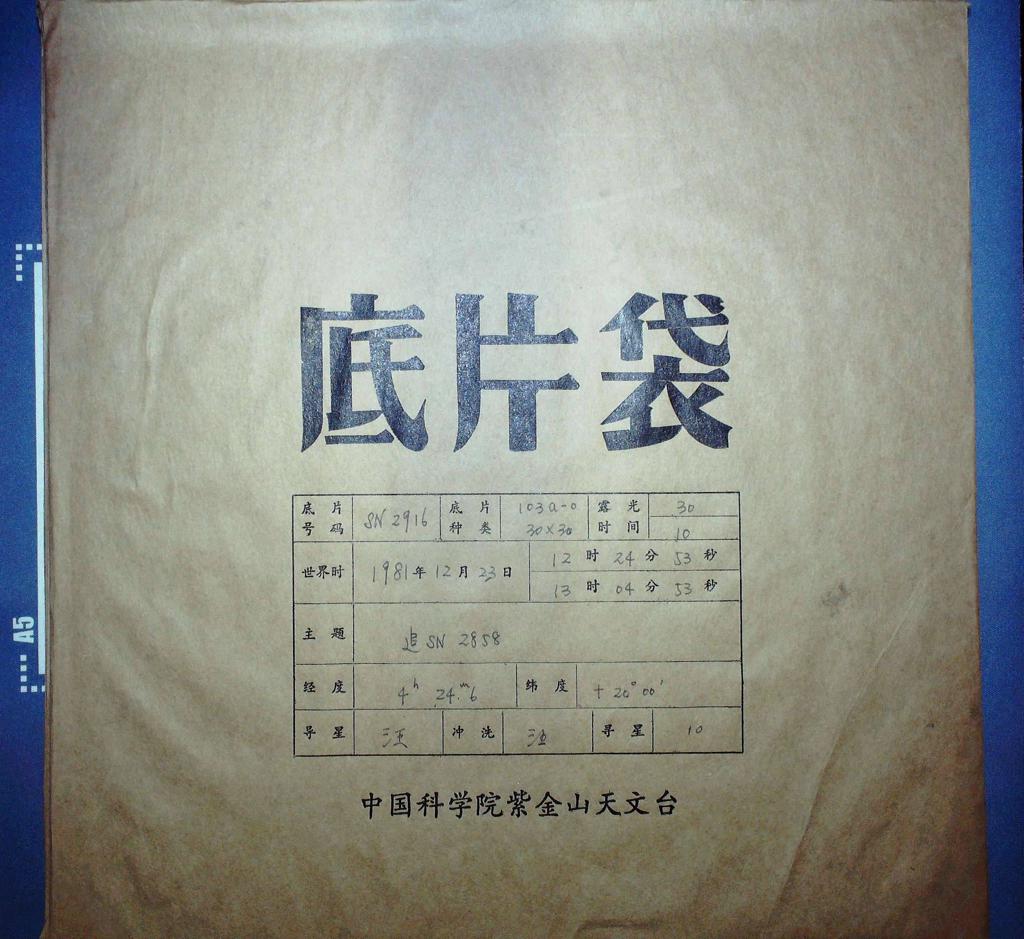 底片袋
底片号码 SN 2916 底片种类 103a-0 30×30 露光时间 30 10
世界时 1981年12月23日 12时24分53秒
13时04分53秒
主题 追SN 2858
经度 4h 24.m6 纬度 +20°00′
导星 汪 冲洗 寻星 10
中国科学院紫金山天文台
A5